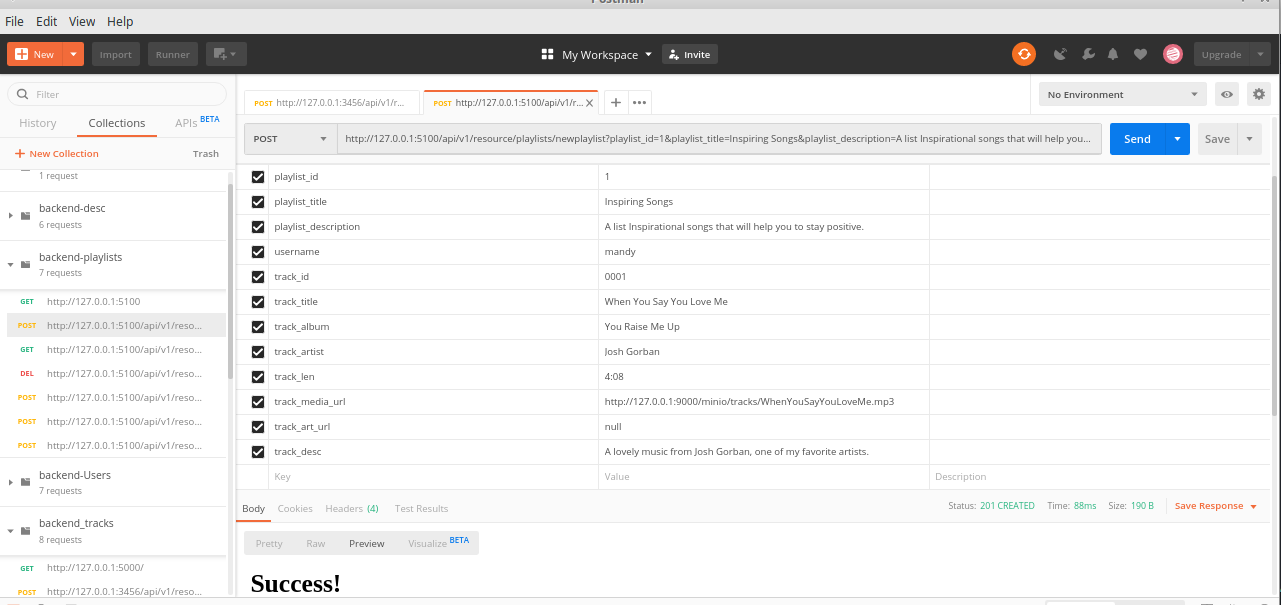 Postman
File Edit View Help
New Import Runner My Workspace Invite Upgrade
Filter
History Collections APIs BETA
New Collection Trash
1 request
backend-desc
6 requests
backend-playlists
7 requests
GET http://127.0.0.1:5100
POST http://127.0.0.1:5100/api/v1/reso...
GET http://127.0.0.1:5100/api/v1/reso...
DEL http://127.0.0.1:5100/api/v1/reso...
POST http://127.0.0.1:5100/api/v1/reso...
POST http://127.0.0.1:5100/api/v1/reso...
POST http://127.0.0.1:5100/api/v1/reso...
backend-Users
7 requests
backend_tracks
8 requests
GET http://127.0.0.1:5000/
POST http://127.0.0.1:3456/api/v1/reso...
POST http://127.0.0.1:3456/api/v1/r... POST http://127.0.0.1:5100/api/v1/r... No Environment
POST http://127.0.0.1:5100/api/v1/resource/playlists/newplaylist?playlist_id=1&playlist_title=Inspiring Songs&playlist_description=A list Inspirational songs that will help you... Send Save
playlist_id 1
playlist_title Inspiring Songs
playlist_description A list Inspirational songs that will help you to stay positive.
username mandy
track_id 0001
track_title When You Say You Love Me
track_album You Raise Me Up
track_artist Josh Gorban
track_len 4:08
track_media_url http://127.0.0.1:9000/minio/tracks/WhenYouSayYouLoveMe.mp3
track_art_url null
track_desc A lovely music from Josh Gorban, one of my favorite artists.
Key Value Description
Body Cookies Headers (4) Test Results Status: 201 CREATED Time: 88ms Size: 190 B Save Response
Pretty Raw Preview Visualize BETA
Success!